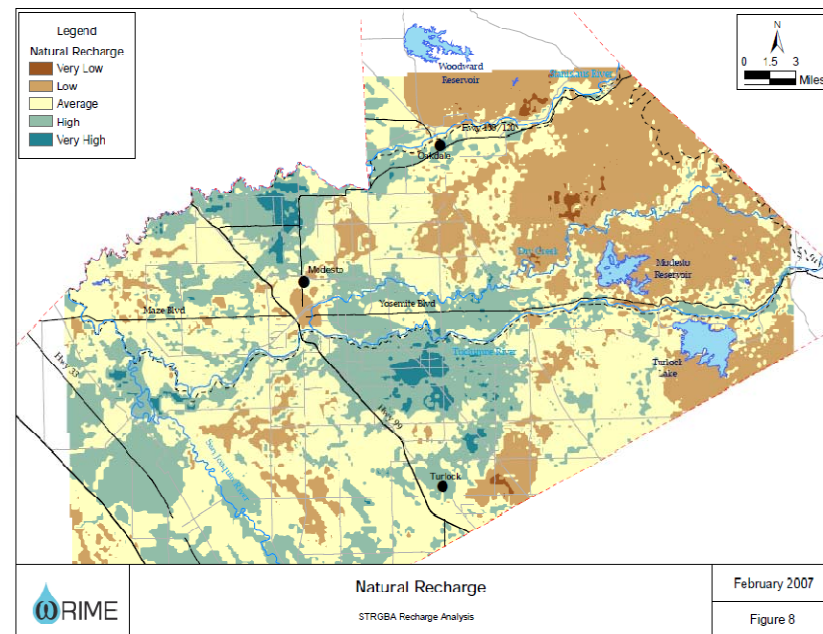 Legend
Natural Recharge
Very Low
Low
Average
High
Very High
N
0 1.5 3
Miles
Woodward
Reservoir
Stanislaus River
Hwy 108/120
Oakdale
Dry Creek
Modesto
Reservoir
Modesto
Maze Blvd
Yosemite Blvd
Tuolumne River
Turlock
Lake
Hwy 33
Hwy 99
San Joaquin River
Turlock
WRIME
Natural Recharge
STRGBA Recharge Analysis
February 2007
Figure 8